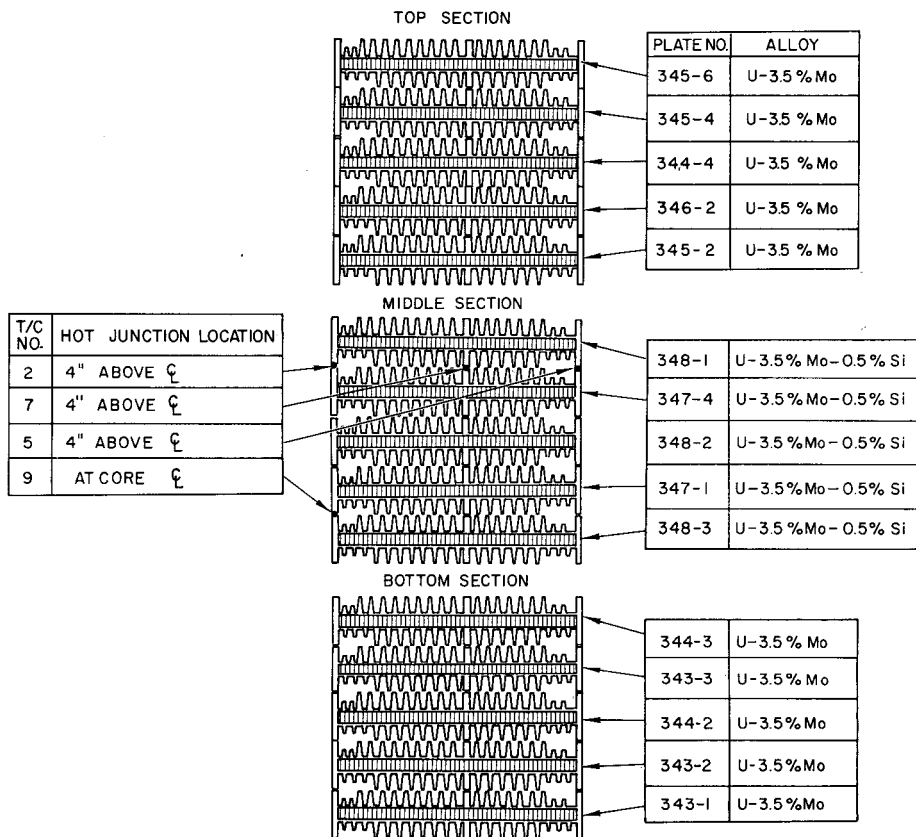 TOP SECTION
PLATE NO. ALLOY
345-6 U-3.5% Mo
345-4 U-3.5% Mo
344-4 U-3.5% Mo
346-2 U-3.5% Mo
345-2 U-3.5% Mo
MIDDLE SECTION
T/C NO. HOT JUNCTION LOCATION
2 4" ABOVE ℄
7 4" ABOVE ℄
5 4" ABOVE ℄
9 AT CORE ℄
348-1 U-3.5% Mo-0.5% Si
347-4 U-3.5% Mo-0.5% Si
348-2 U-3.5% Mo-0.5% Si
347-1 U-3.5% Mo-0.5% Si
348-3 U-3.5% Mo-0.5% Si
BOTTOM SECTION
344-3 U-3.5% Mo
343-3 U-3.5% Mo
344-2 U-3.5% Mo
343-2 U-3.5% Mo
343-1 U-3.5% Mo